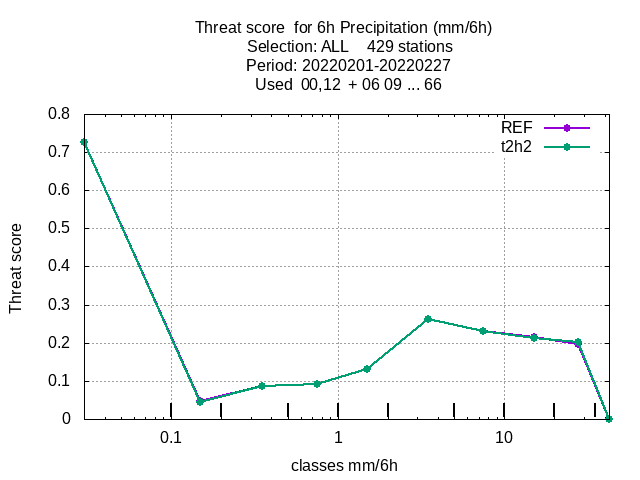 Threat score  for 6h Precipitation (mm/6h)
Selection: ALL    429 stations
Period: 20220201-20220227
Used  00,12  + 06 09 ... 66
REF
t2h2
0.8
0.7
0.6
0.5
0.4
0.3
0.2
0.1
0
Threat score
0.1 1 10
classes mm/6h